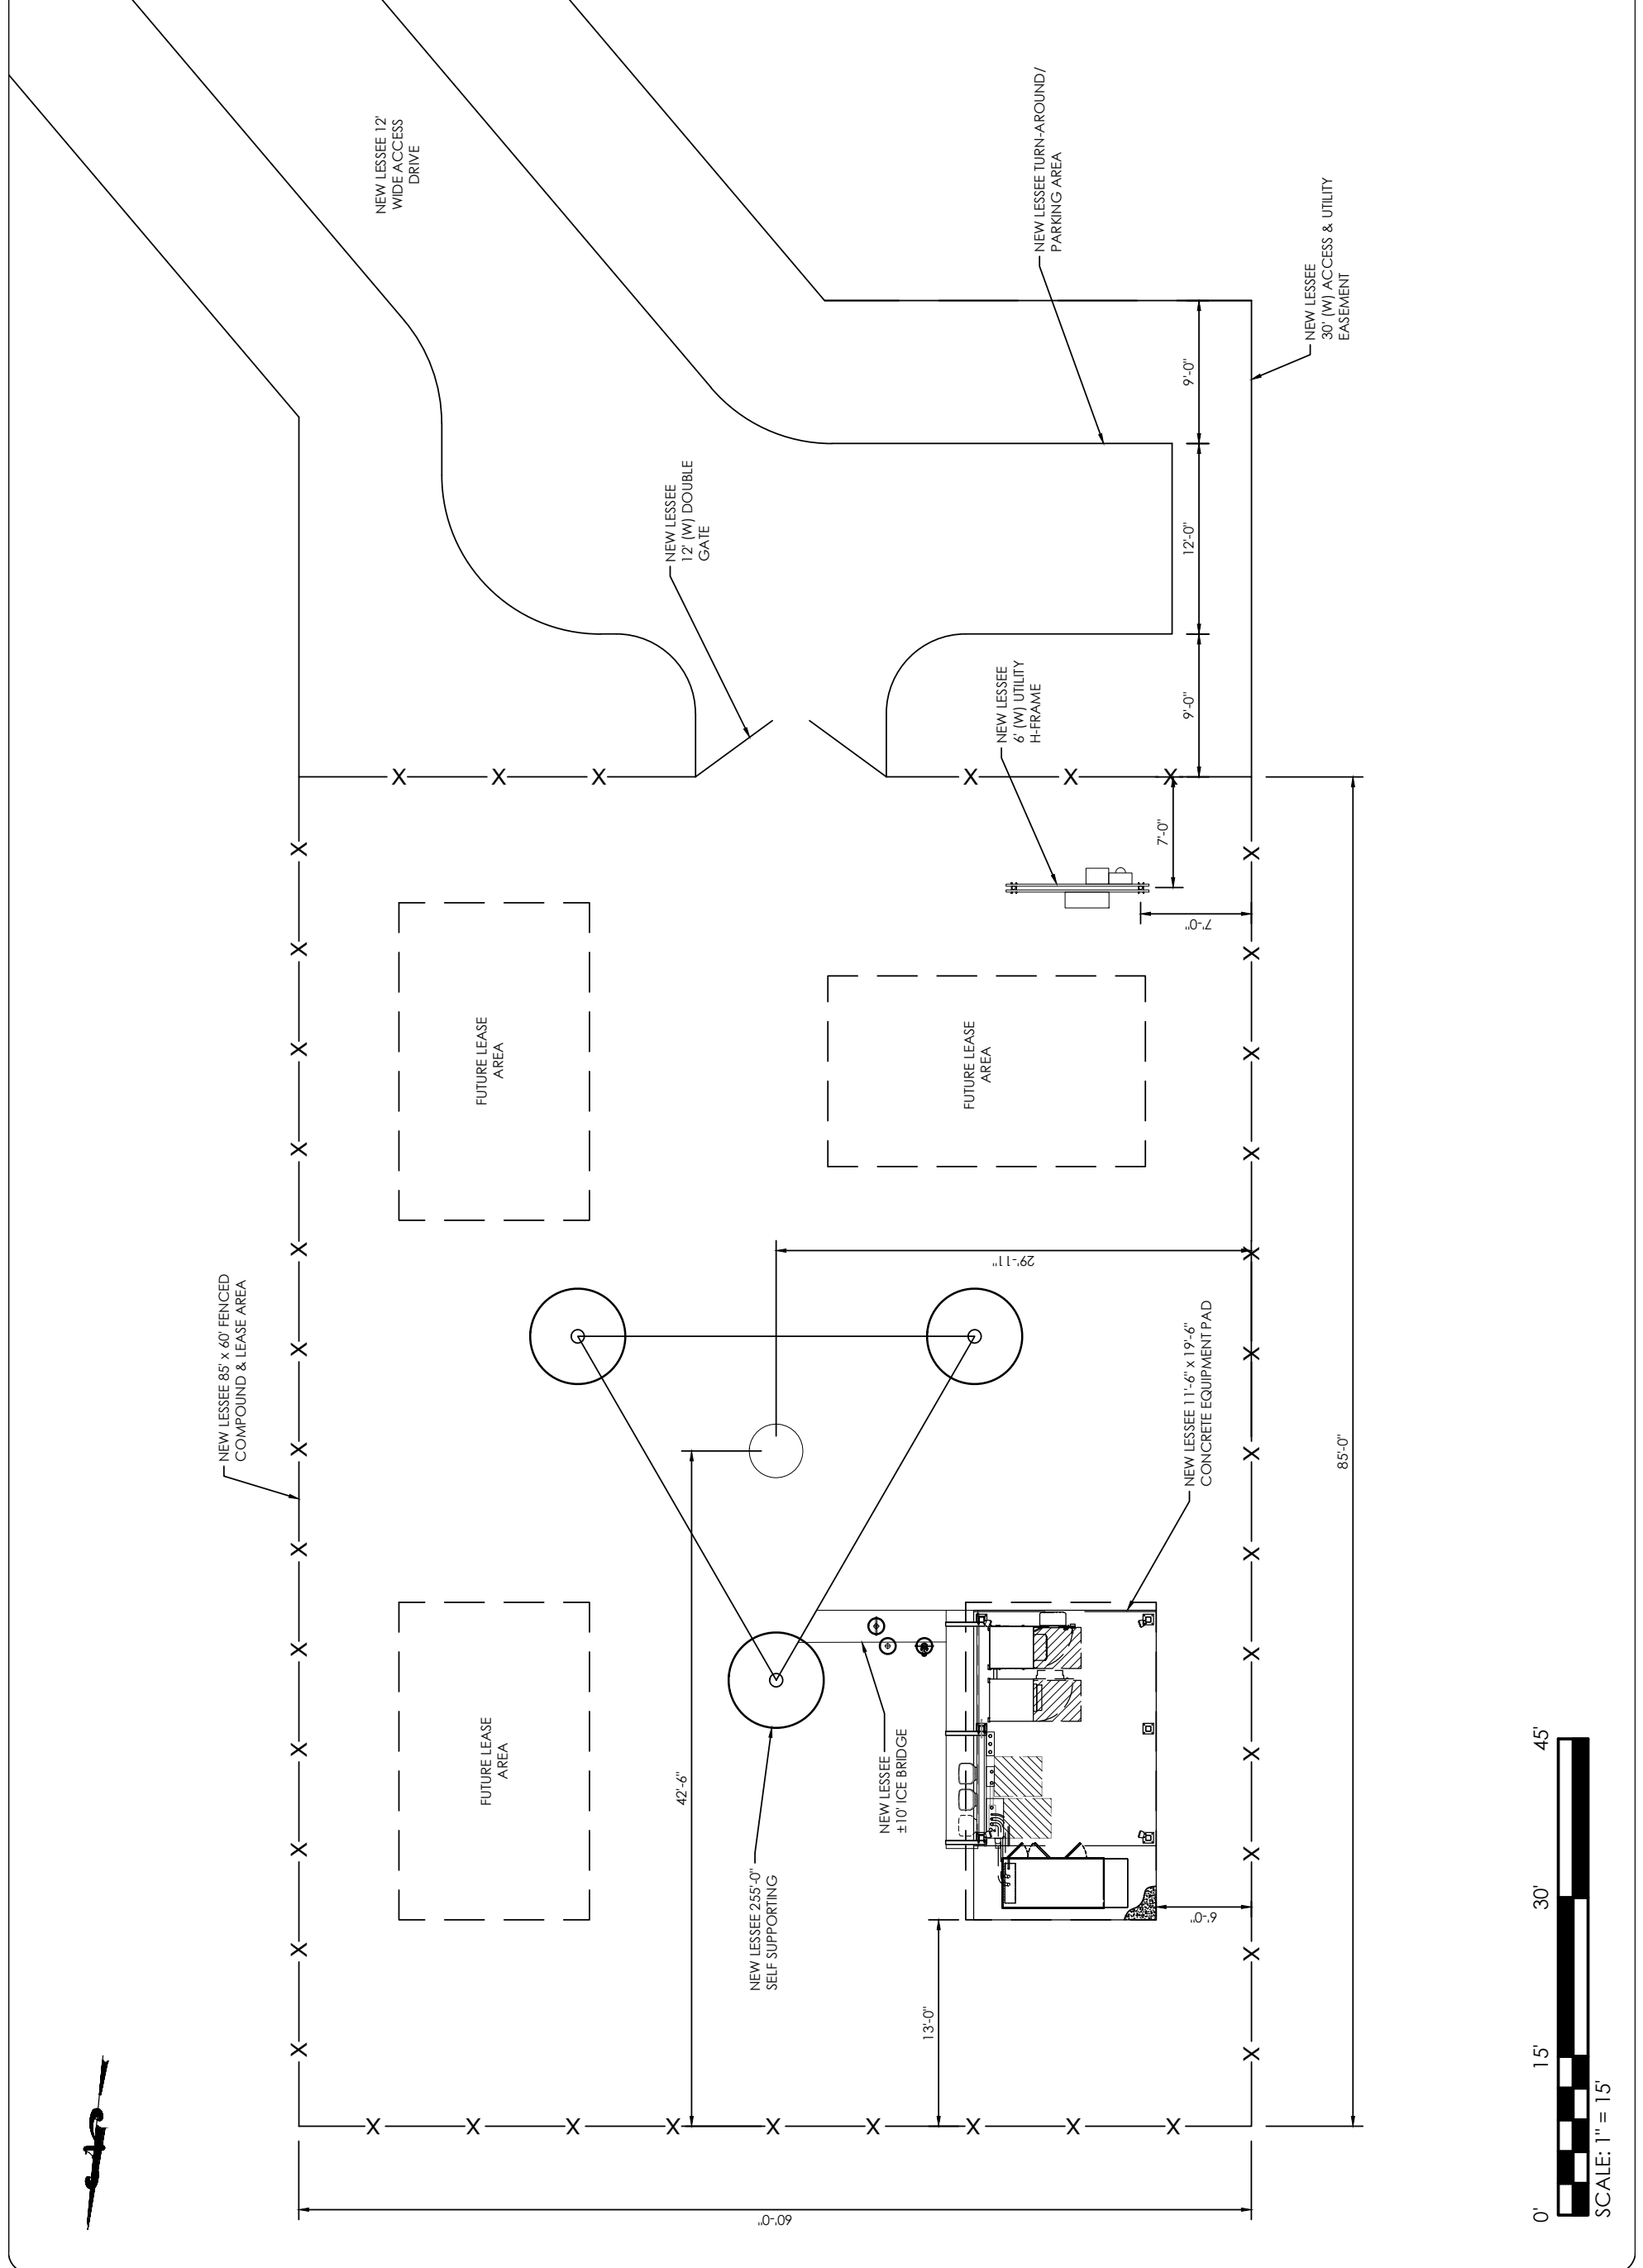 NEW LESSEE 12'
WIDE ACCESS
DRIVE
NEW LESSEE TURN-AROUND/
PARKING AREA
NEW LESSEE
30' (W) ACCESS & UTILITY
EASEMENT
9'-0"
12'-0"
9'-0"
NEW LESSEE
12' (W) DOUBLE
GATE
NEW LESSEE
6' (W) UTILITY
H-FRAME
7'-0"
7'-0"
FUTURE LEASE
AREA
FUTURE LEASE
AREA
NEW LESSEE 85' x 60' FENCED
COMPOUND & LEASE AREA
29'-11"
NEW LESSEE 11'-6" x 19'-6"
CONCRETE EQUIPMENT PAD
85'-0"
FUTURE LEASE
AREA
42'-6"
NEW LESSEE
±10' ICE BRIDGE
NEW LESSEE 255'-0"
SELF SUPPORTING
13'-0"
6'-0"
60'-0"
0'
15'
30'
45'
SCALE: 1" = 15'